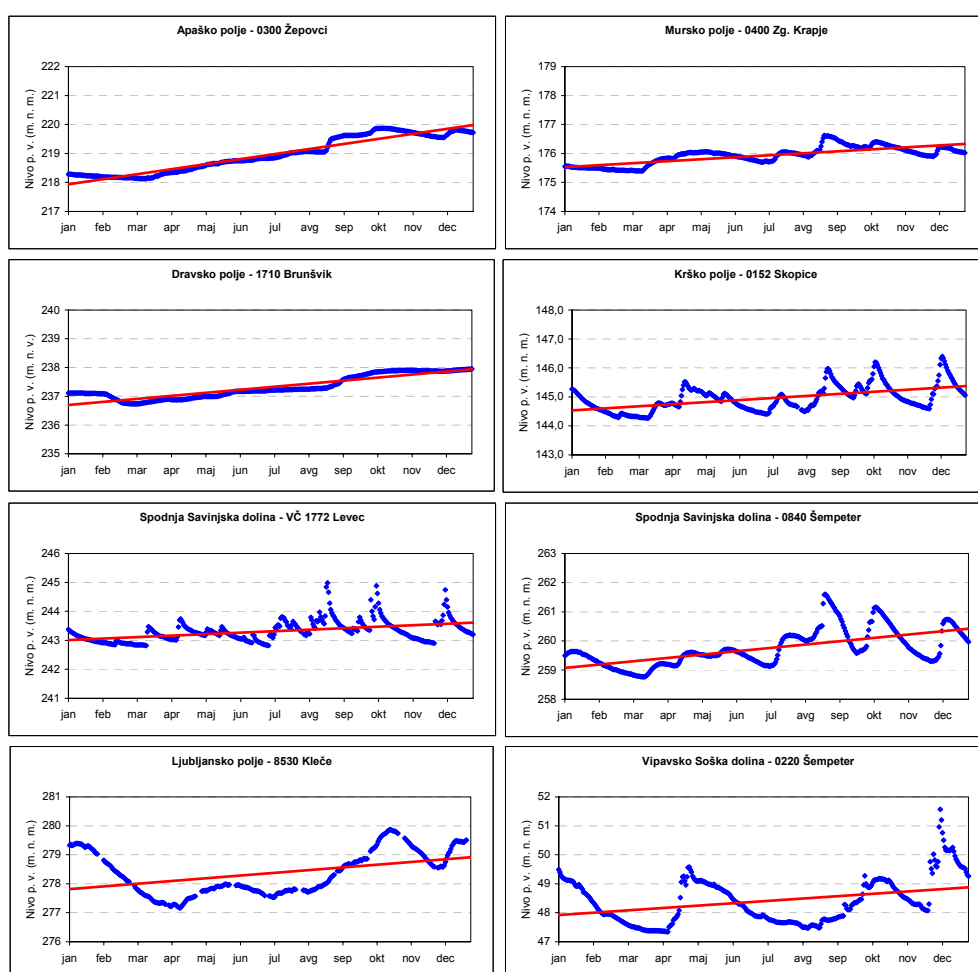 Apaško polje - 0300 Žepovci
Nivo p. v. (m. n. m.)
222
221
220
219
218
217
jan feb mar apr maj jun jul avg sep okt nov dec
Mursko polje - 0400 Zg. Krapje
Nivo p. v. (m. n. m.)
179
178
177
176
175
174
jan feb mar apr maj jun jul avg sep okt nov dec
Dravsko polje - 1710 Brunšvik
Nivo p. v. (m. n. v.)
240
239
238
237
236
235
jan feb mar apr maj jun jul avg sep okt nov dec
Krško polje - 0152 Skopice
Nivo p. v. (m. n. m.)
148,0
147,0
146,0
145,0
144,0
143,0
jan feb mar apr maj jun jul avg sep okt nov dec
Spodnja Savinjska dolina - VČ 1772 Levec
Nivo p. v. (m. n. m.)
246
245
244
243
242
241
jan feb mar apr maj jun jul avg sep okt nov dec
Spodnja Savinjska dolina - 0840 Šempeter
Nivo p. v. (m. n. m.)
263
262
261
260
259
258
jan feb mar apr maj jun jul avg sep okt nov dec
Ljubljansko polje - 8530 Kleče
Nivo p. v. (m. n. m.)
281
280
279
278
277
276
jan feb mar apr maj jun jul avg sep okt nov dec
Vipavsko Soška dolina - 0220 Šempeter
Nivo p. v. (m. n. m.)
52
51
50
49
48
47
jan feb mar apr maj jun jul avg sep okt nov dec